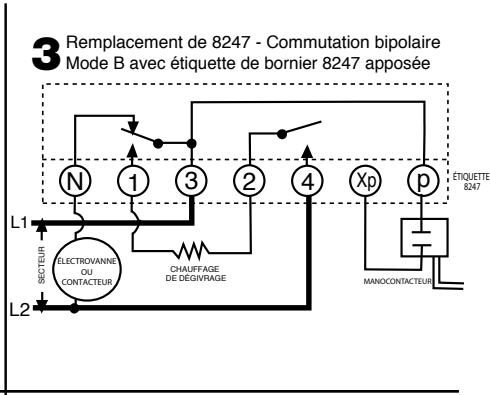 3 Remplacement de 8247 - Commutation bipolaire
Mode B avec étiquette de bornier 8247 apposée
N 1 3 2 4 Xp p
ÉTIQUETTE
8247
L1
SECTEUR
ÉLECTROVANNE
OU
CONTACTEUR
CHAUFFAGE
DE DÉGIVRAGE
MANOCONTACTEUR
L2